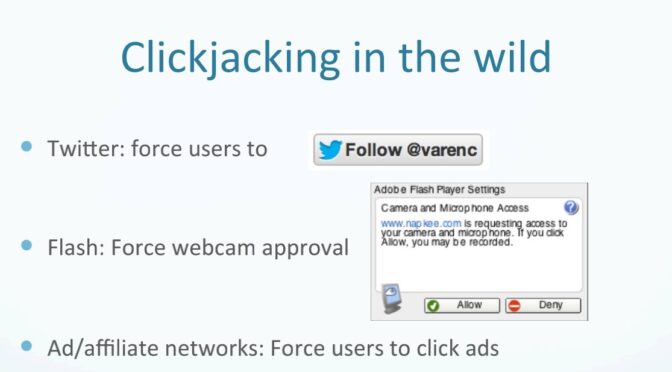 Clickjacking in the wild
Twitter: force users to
Follow @varenc
Adobe Flash Player Settings
Camera and Microphone Access
?
www.napkee.com is requesting access to
your camera and microphone. If you click
Allow, you may be recorded.
Flash: Force webcam approval
Allow
Deny
Ad/affiliate networks: Force users to click ads